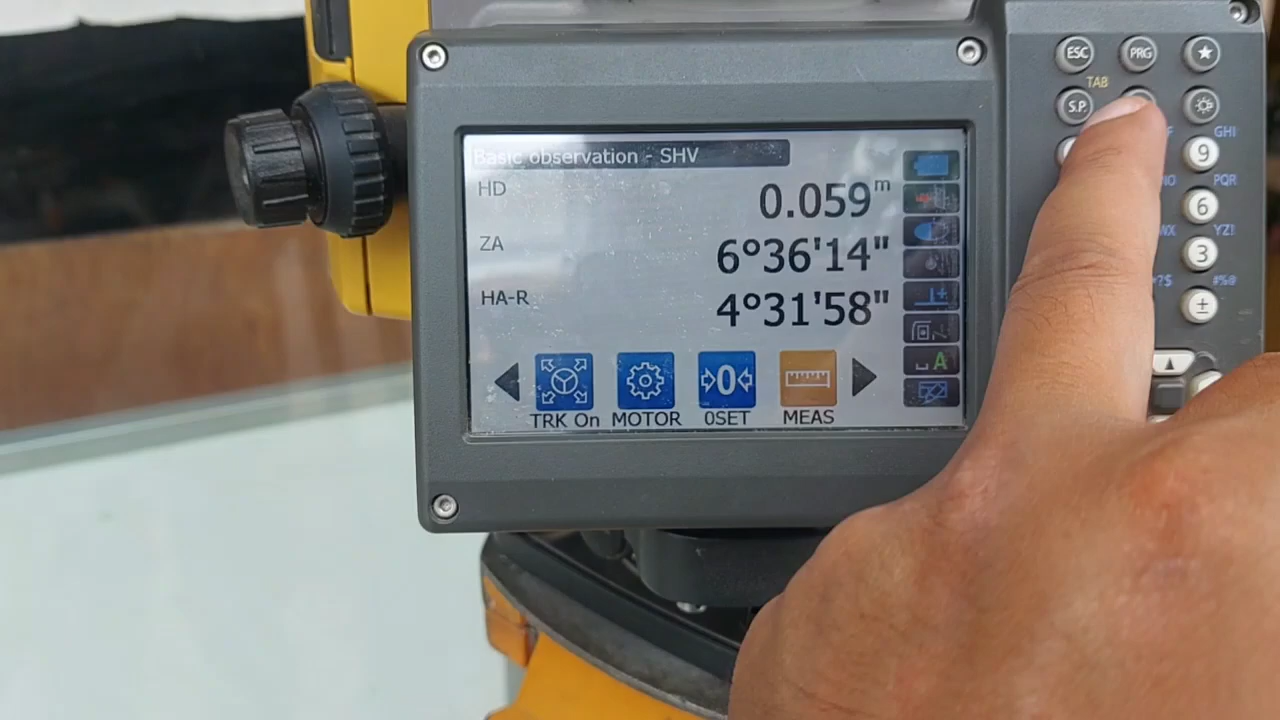 Basic observation - SHV
HD 0.059m
ZA 6°36'14"
HA-R 4°31'58"
TRK On MOTOR 0SET MEAS
A
ESC PRG ★
TAB
S.P.
GHI
9
PQR
6
YZ!
3
?$ #%@
±